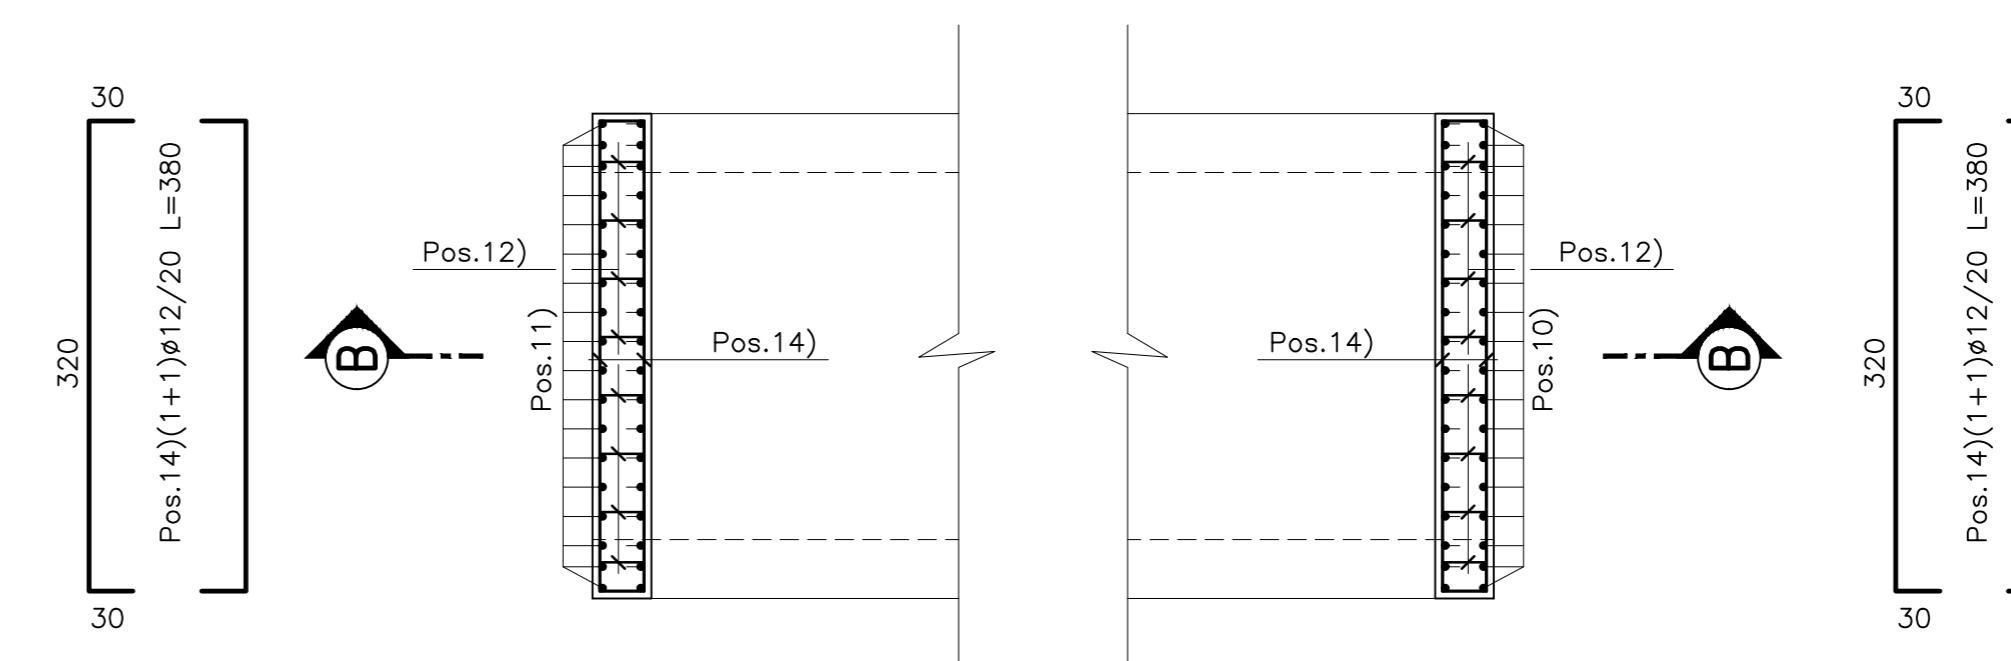 30
320
Pos.14)(1+1)ø12/20 L=380
30
B
Pos.12)
Pos.11)
Pos.14)
Pos.14)
Pos.12)
Pos.10)
B
30
320
Pos.14)(1+1)ø12/20 L=380
30